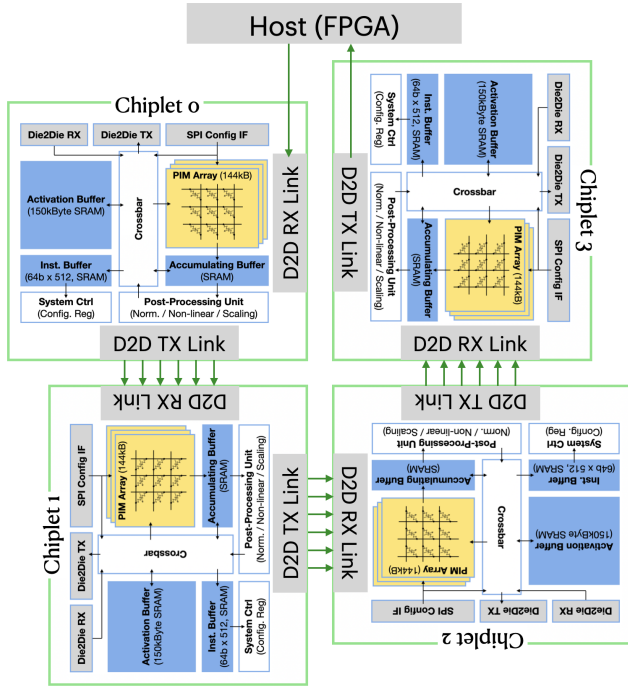 Host (FPGA)
Chiplet 0
Die2Die RX
Die2Die TX
SPI Config IF
PIM Array (144kB)
Activation Buffer
(150kByte SRAM)
Crossbar
Inst. Buffer
(64b x 512, SRAM)
Accumulating Buffer
(SRAM)
System Ctrl
(Config. Reg)
Post-Processing Unit
(Norm. / Non-linear / Scaling)
D2D RX Link
D2D TX Link
Chiplet 3
System Ctrl
(Config. Reg)
Inst. Buffer
(64b x 512, SRAM)
Activation Buffer
(150kByte SRAM)
Die2Die RX
Die2Die TX
SPI Config IF
Crossbar
Post-Processing Unit
(Norm. / Non-linear / Scaling)
Accumulating Buffer
(SRAM)
PIM Array (144kB)
D2D TX Link
D2D RX Link
Chiplet 1
D2D RX Link
SPI Config IF
Die2Die TX
Die2Die RX
PIM Array (144kB)
Accumulating Buffer
(SRAM)
Post-Processing Unit
(Norm. / Non-linear / Scaling)
Crossbar
Activation Buffer
(150kByte SRAM)
Inst. Buffer
(64b x 512, SRAM)
System Ctrl
(Config. Reg)
D2D TX Link
Chiplet 2
D2D RX Link
D2D TX Link
Post-Processing Unit
(Norm. / Non-linear / Scaling)
System Ctrl
(Config. Reg)
Accumulating Buffer
(SRAM)
Inst. Buffer
(64b x 512, SRAM)
Crossbar
Activation Buffer
(150kByte SRAM)
PIM Array (144kB)
SPI Config IF
Die2Die TX
Die2Die RX